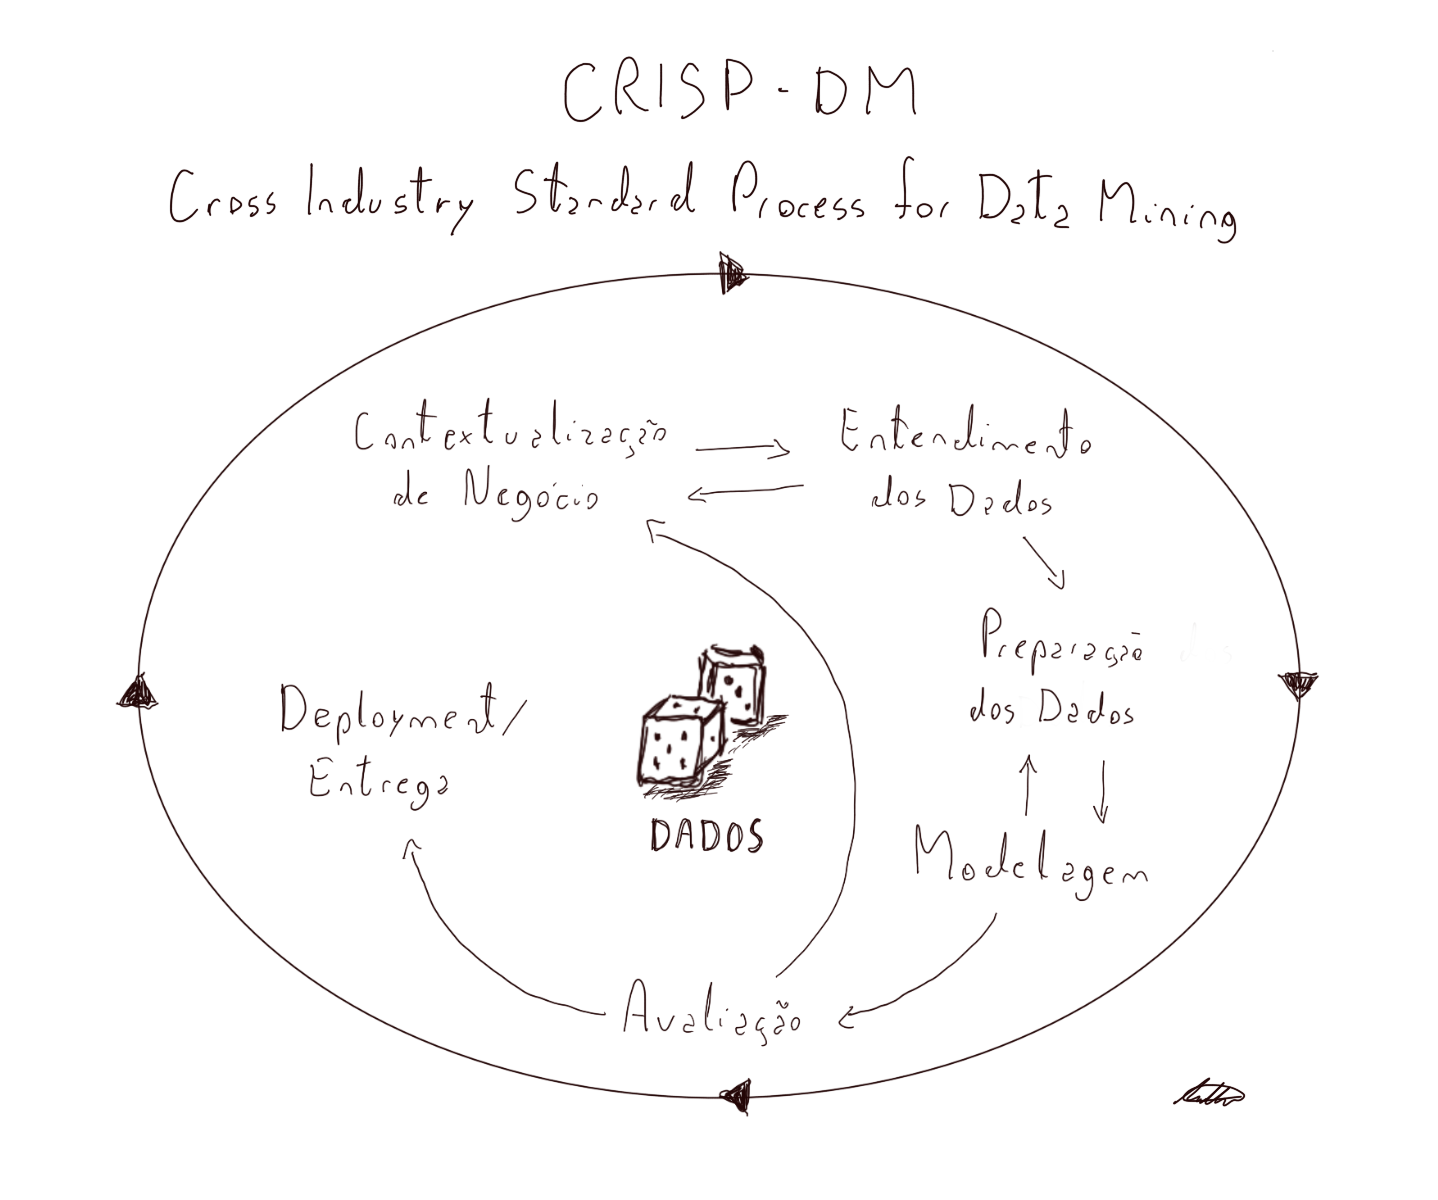 CRISP-DM
Cross Industry Standard Process for Data Mining
Contextualização
de Negócio
Entendimento
dos Dados
Preparação
dos Dados
Deployment/
Entrega
DADOS
Modelagem
Avaliação